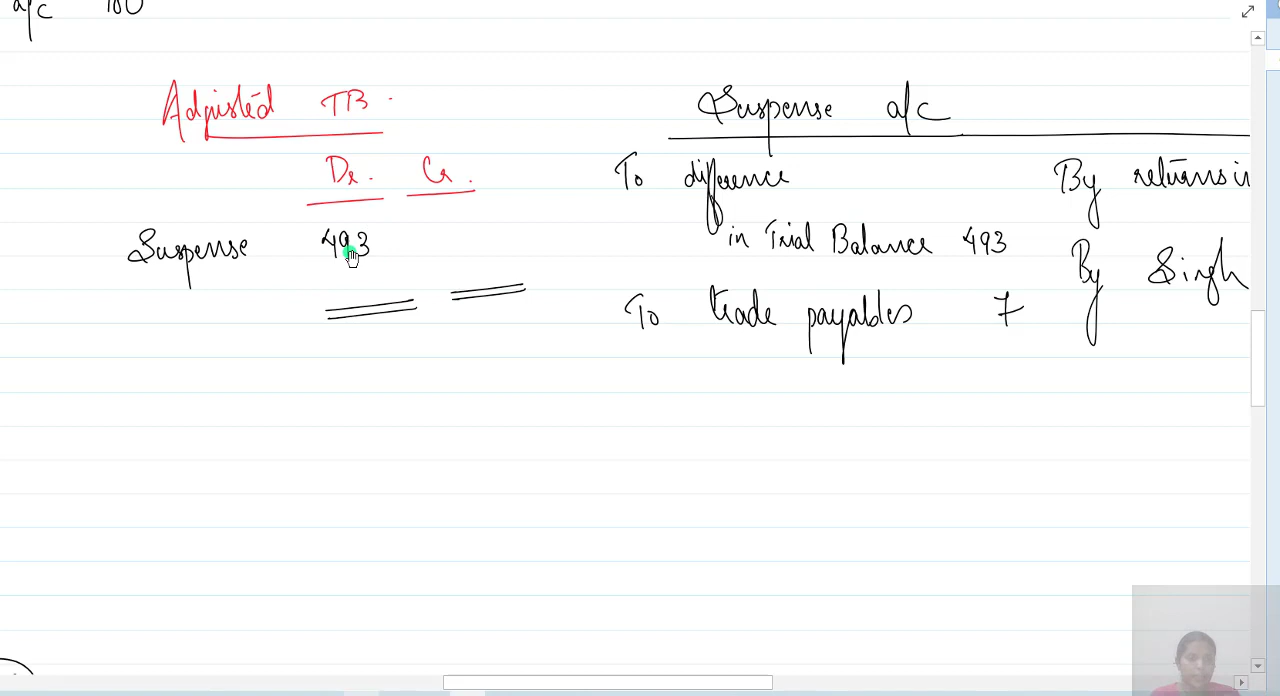 a/c 180
Adjusted TB.
Dr. Cr.
Suspense 493
Suspense a/c
To difference By returns in
in Trial Balance 493
By Singh
To trade payables 7